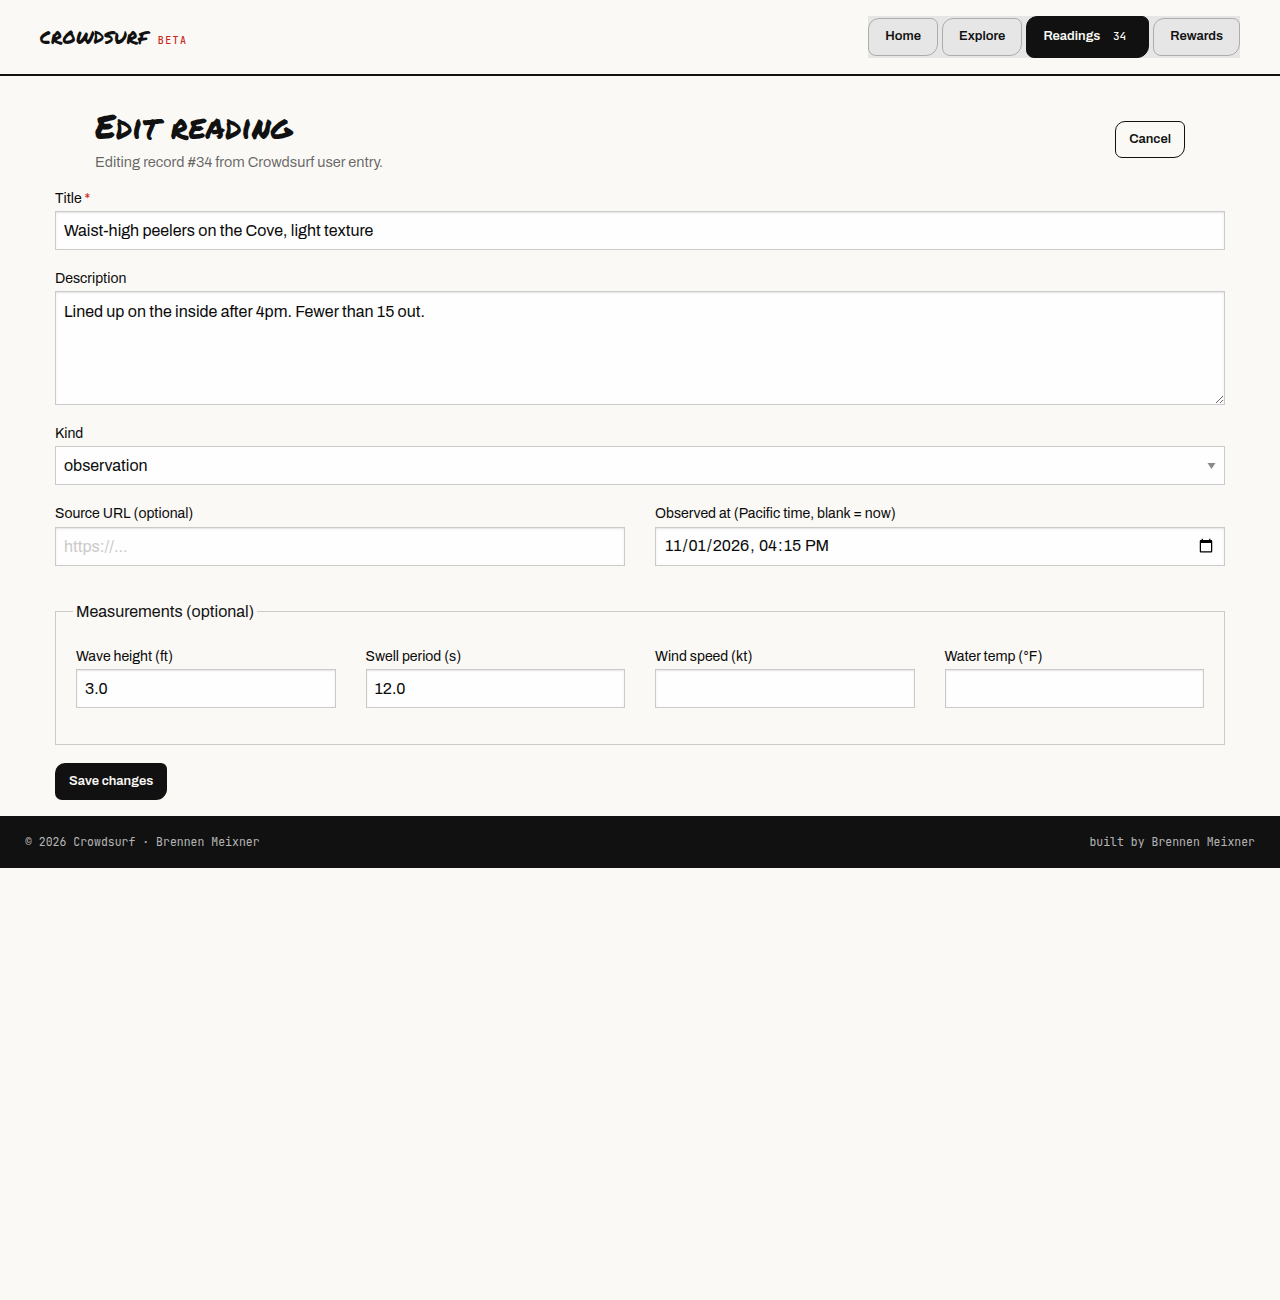 CROWDSURF BETA
Home Explore Readings 34 Rewards
EDIT READING
Editing record #34 from Crowdsurf user entry.
Cancel
Title *
Waist-high peelers on the Cove, light texture
Description
Lined up on the inside after 4pm. Fewer than 15 out.
Kind
observation
Source URL (optional) Observed at (Pacific time, blank = now)
https://... 11/01/2026, 04:15 PM
Measurements (optional)
Wave height (ft) Swell period (s) Wind speed (kt) Water temp (°F)
3.0 12.0
Save changes
© 2026 Crowdsurf · Brennen Meixner built by Brennen Meixner